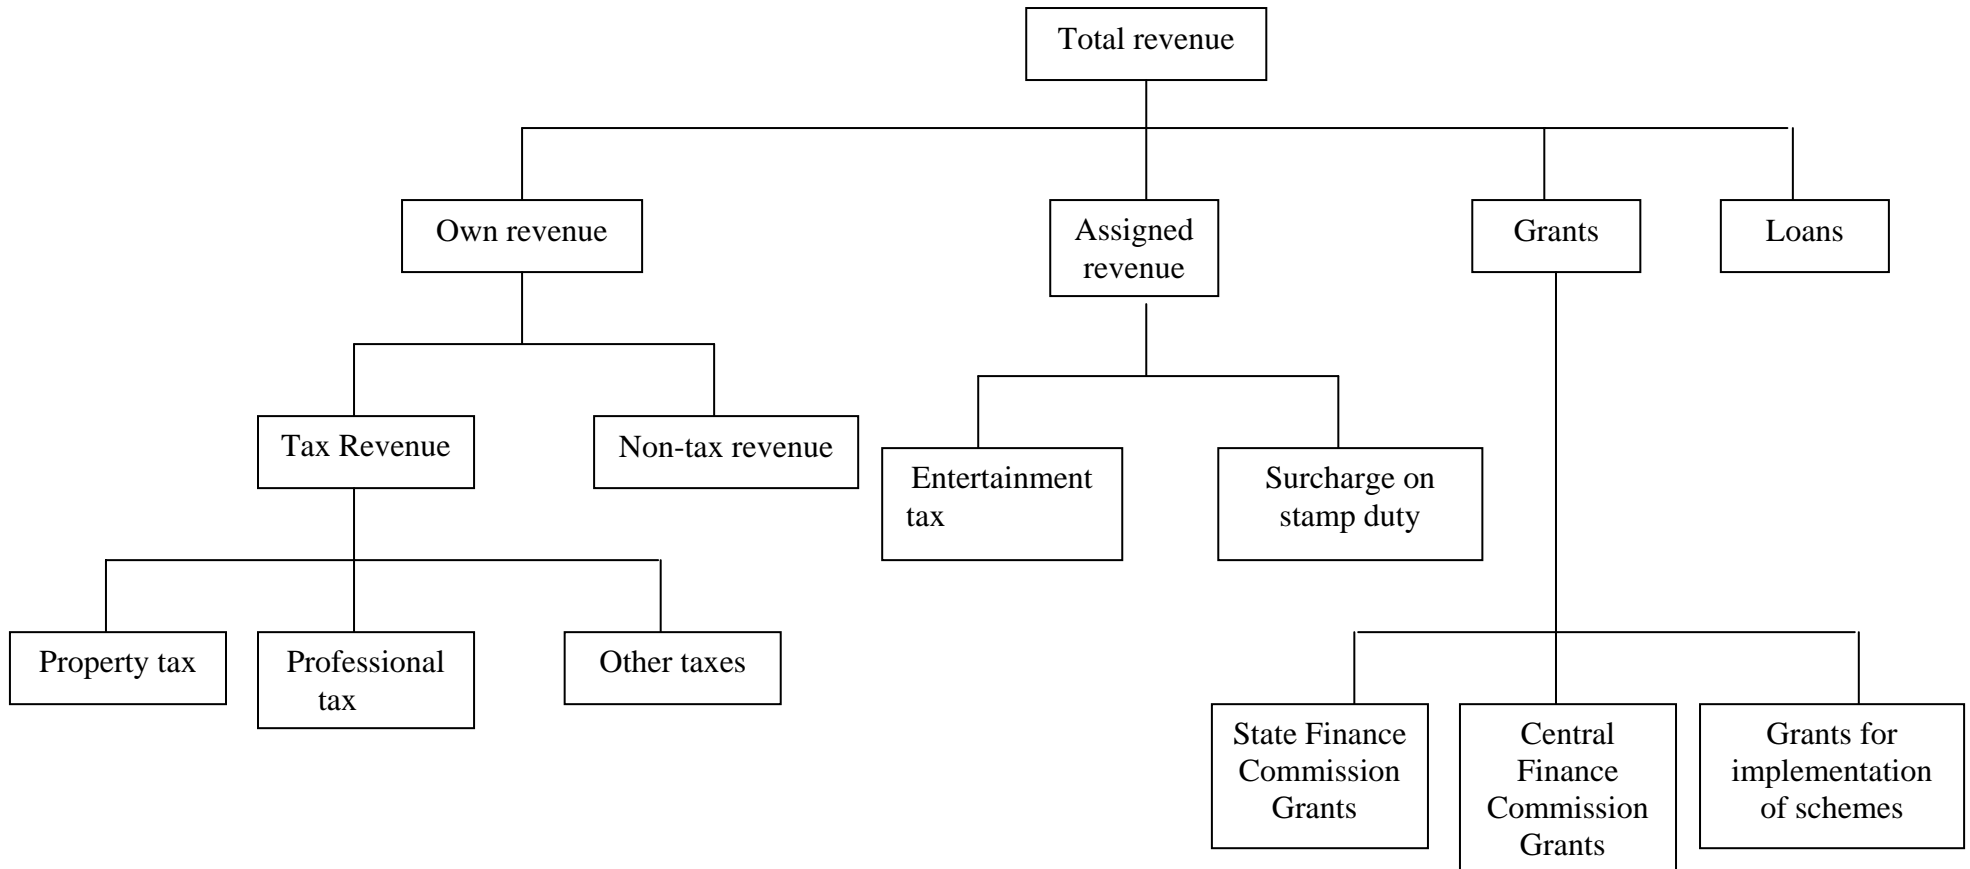 Total revenue
Own revenue
Assigned
revenue
Grants
Loans
Tax Revenue
Non-tax revenue
Entertainment
tax
Surcharge on
stamp duty
Property tax
Professional
tax
Other taxes
State Finance
Commission
Grants
Central
Finance
Commission
Grants
Grants for
implementation
of schemes